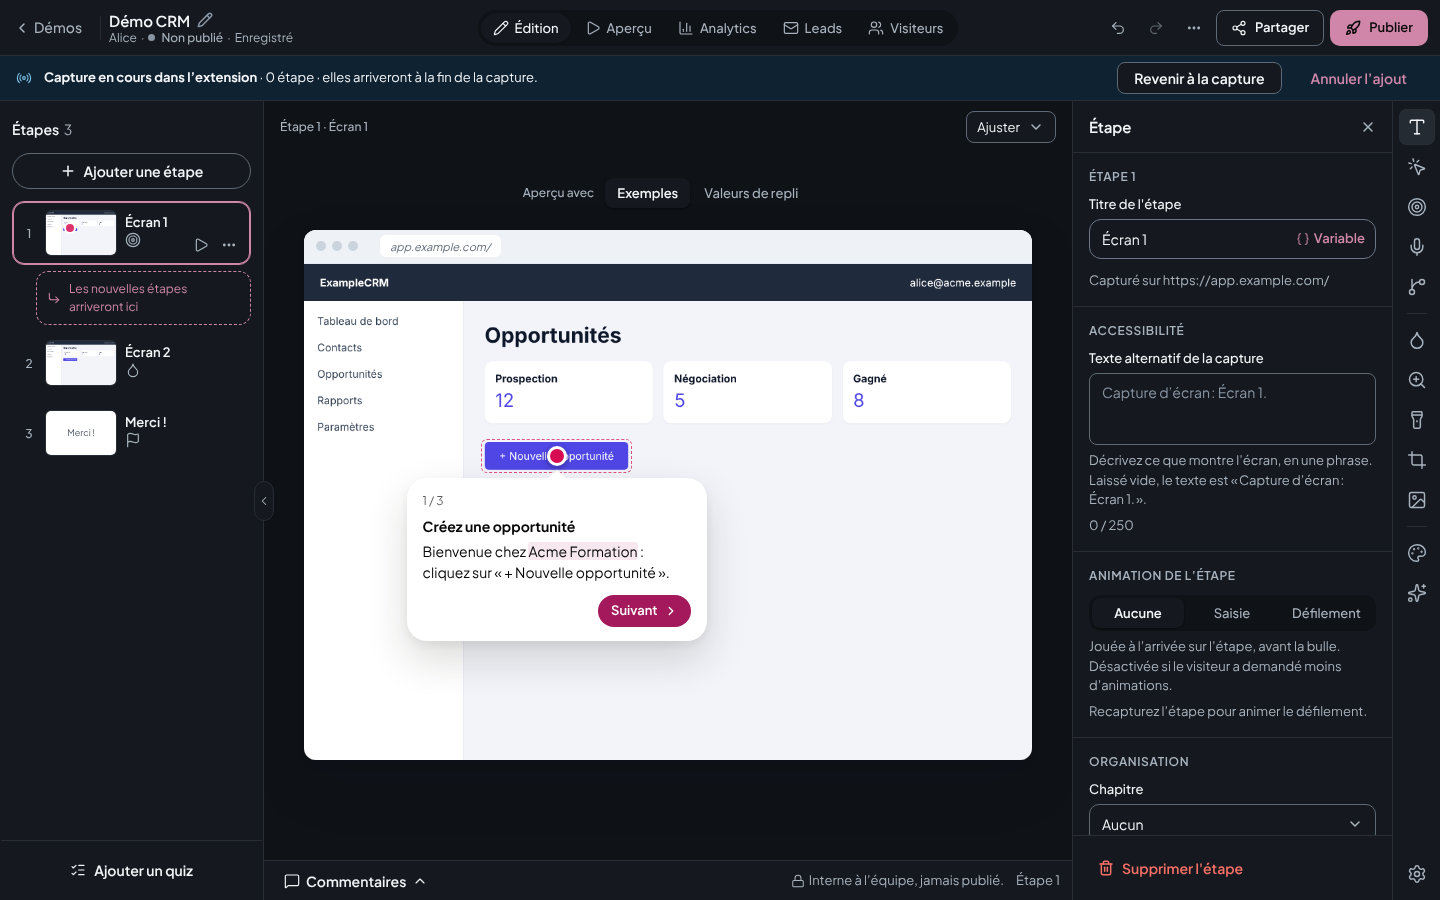 Démos
Démo CRM
Alice · Non publié · Enregistré
Édition
Aperçu
Analytics
Leads
Visiteurs
Partager
Publier
Capture en cours dans l’extension · 0 étape · elles arriveront à la fin de la capture.
Revenir à la capture
Annuler l’ajout
Étapes 3
Ajouter une étape
1
Écran 1
Les nouvelles étapes
arriveront ici
2
Écran 2
3
Merci !
Merci !
Ajouter un quiz
Étape 1 · Écran 1
Ajuster
Aperçu avec
Exemples
Valeurs de repli
app.example.com/
ExampleCRM
alice@acme.example
Tableau de bord
Contacts
Opportunités
Rapports
Paramètres
Opportunités
Prospection
12
Négociation
5
Gagné
8
1 / 3
Créez une opportunité
Bienvenue chez Acme Formation :
cliquez sur « + Nouvelle opportunité ».
Suivant
Commentaires
Interne à l’équipe, jamais publié.
Étape 1
Étape
ÉTAPE 1
Titre de l'étape
Écran 1
{ } Variable
Capturé sur https://app.example.com/
ACCESSIBILITÉ
Texte alternatif de la capture
Capture d’écran : Écran 1.
Décrivez ce que montre l’écran, en une phrase.
Laissé vide, le texte est « Capture d’écran :
Écran 1. ».
0 / 250
ANIMATION DE L’ÉTAPE
Aucune
Saisie
Défilement
Jouée à l’arrivée sur l’étape, avant la bulle.
Désactivée si le visiteur a demandé moins
d’animations.
Recapturez l’étape pour animer le défilement.
ORGANISATION
Chapitre
Aucun
Supprimer l'étape